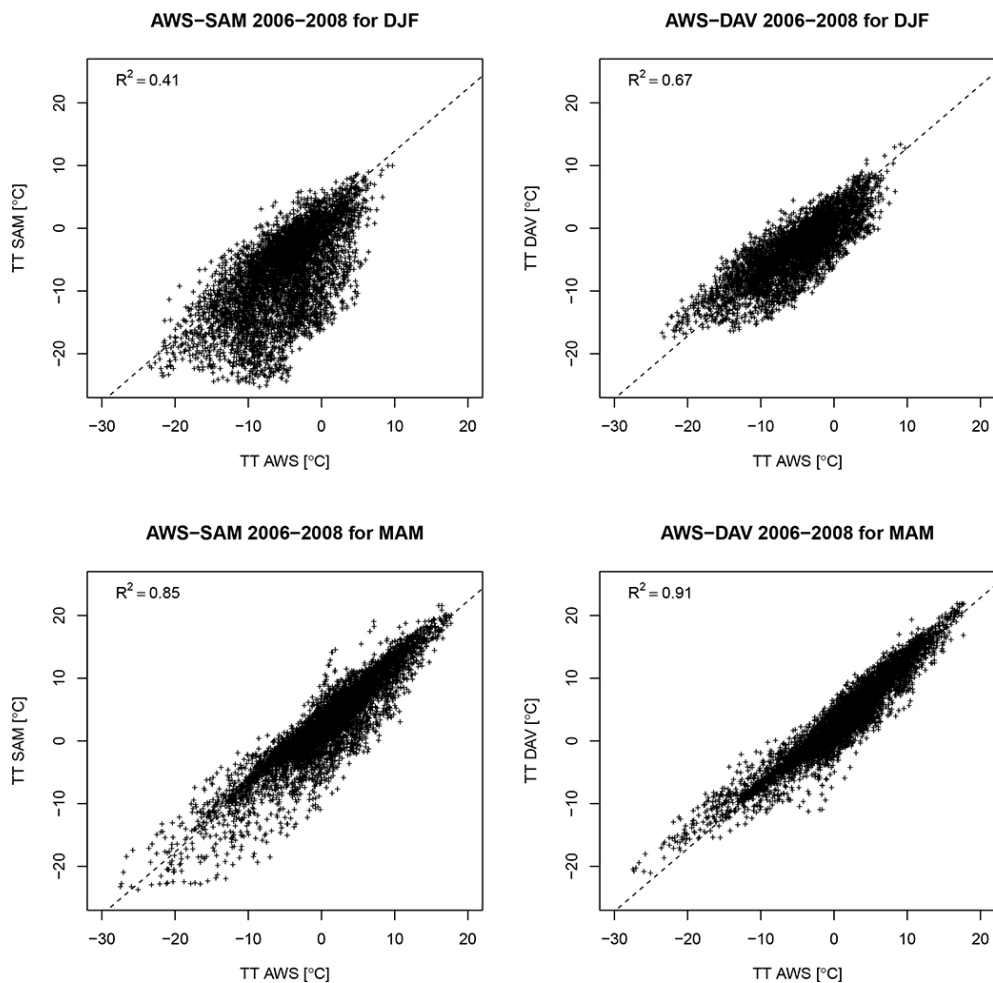 AWS−SAM 2006−2008 for DJF
R² = 0.41
TT SAM [°C]
20
10
0
−10
−20
−30 −20 −10 0 10 20
TT AWS [°C]
AWS−DAV 2006−2008 for DJF
R² = 0.67
TT DAV [°C]
20
10
0
−10
−20
−30 −20 −10 0 10 20
TT AWS [°C]
AWS−SAM 2006−2008 for MAM
R² = 0.85
TT SAM [°C]
20
10
0
−10
−20
−30 −20 −10 0 10 20
TT AWS [°C]
AWS−DAV 2006−2008 for MAM
R² = 0.91
TT DAV [°C]
20
10
0
−10
−20
−30 −20 −10 0 10 20
TT AWS [°C]